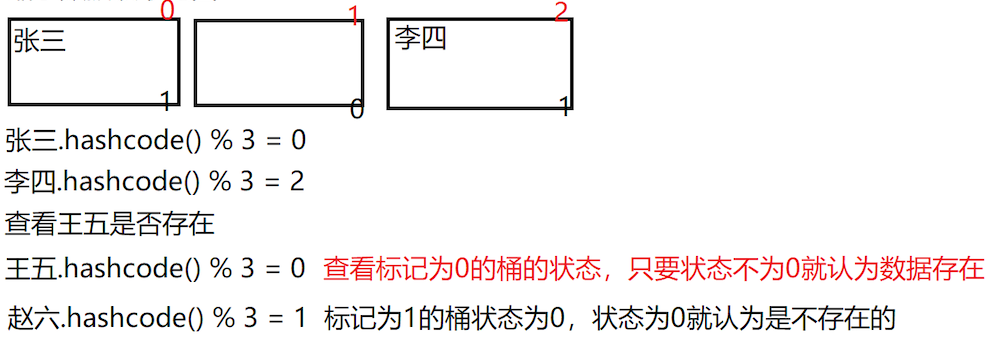 0 1 2
张三 李四
1 0 1
张三.hashcode() % 3 = 0
李四.hashcode() % 3 = 2
查看王五是否存在
王五.hashcode() % 3 = 0 查看标记为0的桶的状态，只要状态不为0就认为数据存在
赵六.hashcode() % 3 = 1 标记为1的桶状态为0，状态为0就认为是不存在的